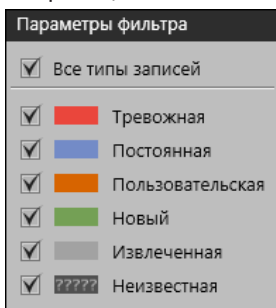 Параметры фильтра
Все типы записей
Тревожная
Постоянная
Пользовательская
Новый
Извлеченная
????? Неизвестная